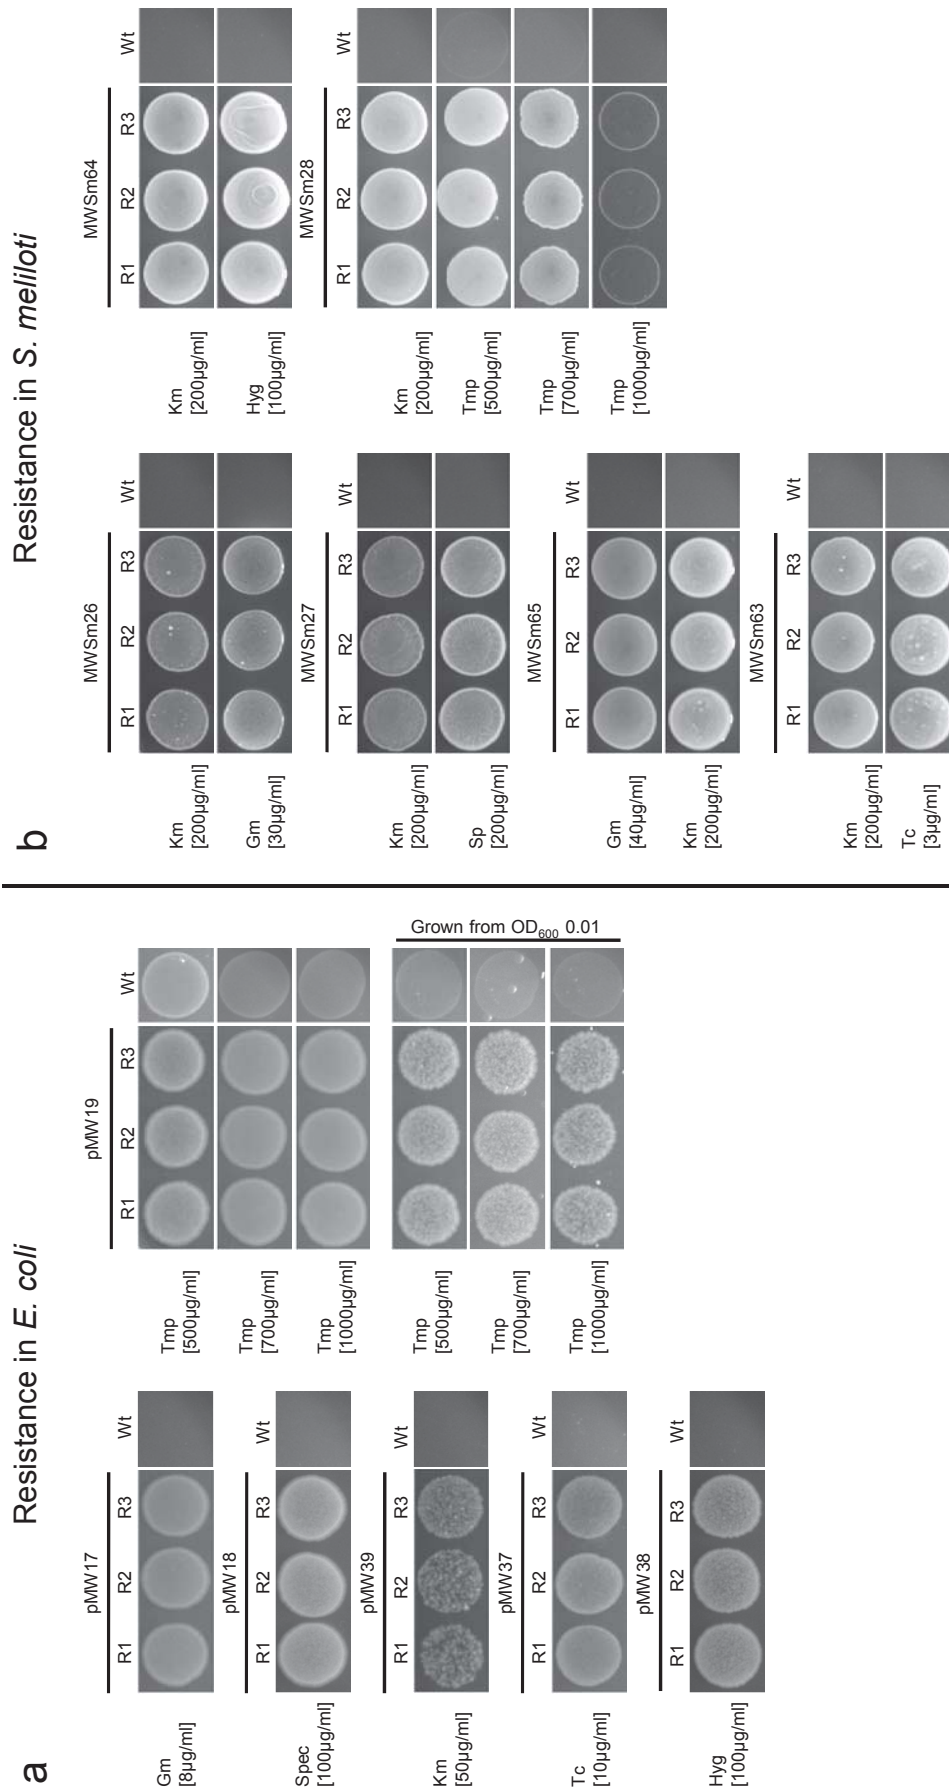 a
Resistance in E. coli
pMW17
R1 R2 R3 Wt
Gm
[8µg/ml]
pMW18
R1 R2 R3 Wt
Spec
[100µg/ml]
pMW39
R1 R2 R3 Wt
Km
[50µg/ml]
pMW37
R1 R2 R3 Wt
Tc
[10µg/ml]
pMW38
R1 R2 R3 Wt
Hyg
[100µg/ml]
pMW19
R1 R2 R3 Wt
Tmp
[500µg/ml]
Tmp
[700µg/ml]
Tmp
[1000µg/ml]
Tmp
[500µg/ml]
Tmp
[700µg/ml]
Tmp
[1000µg/ml]
Grown from OD600 0.01
b
Resistance in S. meliloti
MWSm26
R1 R2 R3 Wt
Km
[200µg/ml]
Gm
[30µg/ml]
MWSm27
R1 R2 R3 Wt
Km
[200µg/ml]
Sp
[200µg/ml]
MWSm65
R1 R2 R3 Wt
Gm
[40µg/ml]
Km
[200µg/ml]
MWSm63
R1 R2 R3 Wt
Km
[200µg/ml]
Tc
[3µg/ml]
MWSm64
R1 R2 R3 Wt
Km
[200µg/ml]
Hyg
[100µg/ml]
MWSm28
R1 R2 R3 Wt
Km
[200µg/ml]
Tmp
[500µg/ml]
Tmp
[700µg/ml]
Tmp
[1000µg/ml]